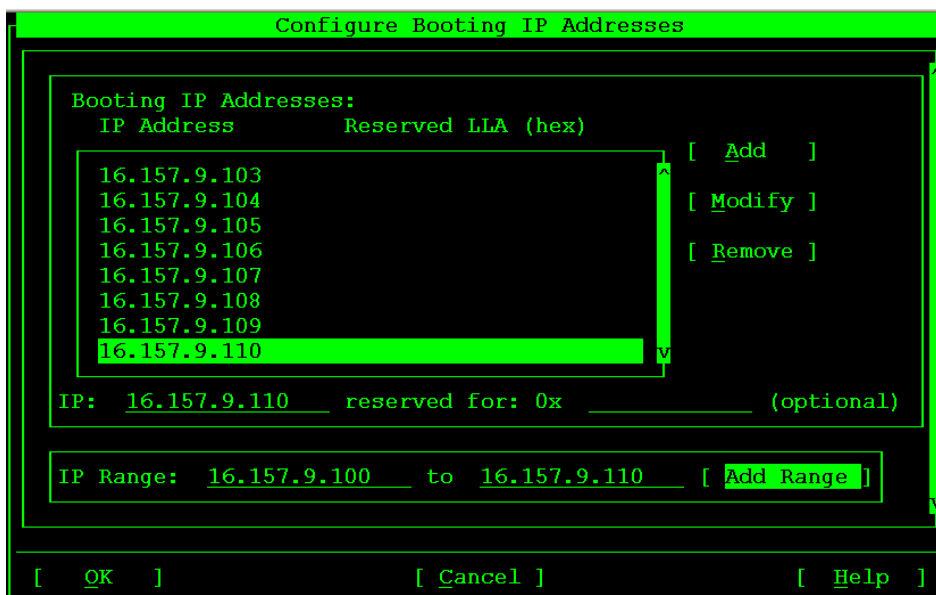 Configure Booting IP Addresses
Booting IP Addresses:
IP Address Reserved LLA (hex)
[ Add ]
16.157.9.103
16.157.9.104
[ Modify ]
16.157.9.105
16.157.9.106
[ Remove ]
16.157.9.107
16.157.9.108
16.157.9.109
16.157.9.110
IP: 16.157.9.110 reserved for: 0x (optional)
IP Range: 16.157.9.100 to 16.157.9.110 [ Add Range ]
[ OK ] [ Cancel ] [ Help ]